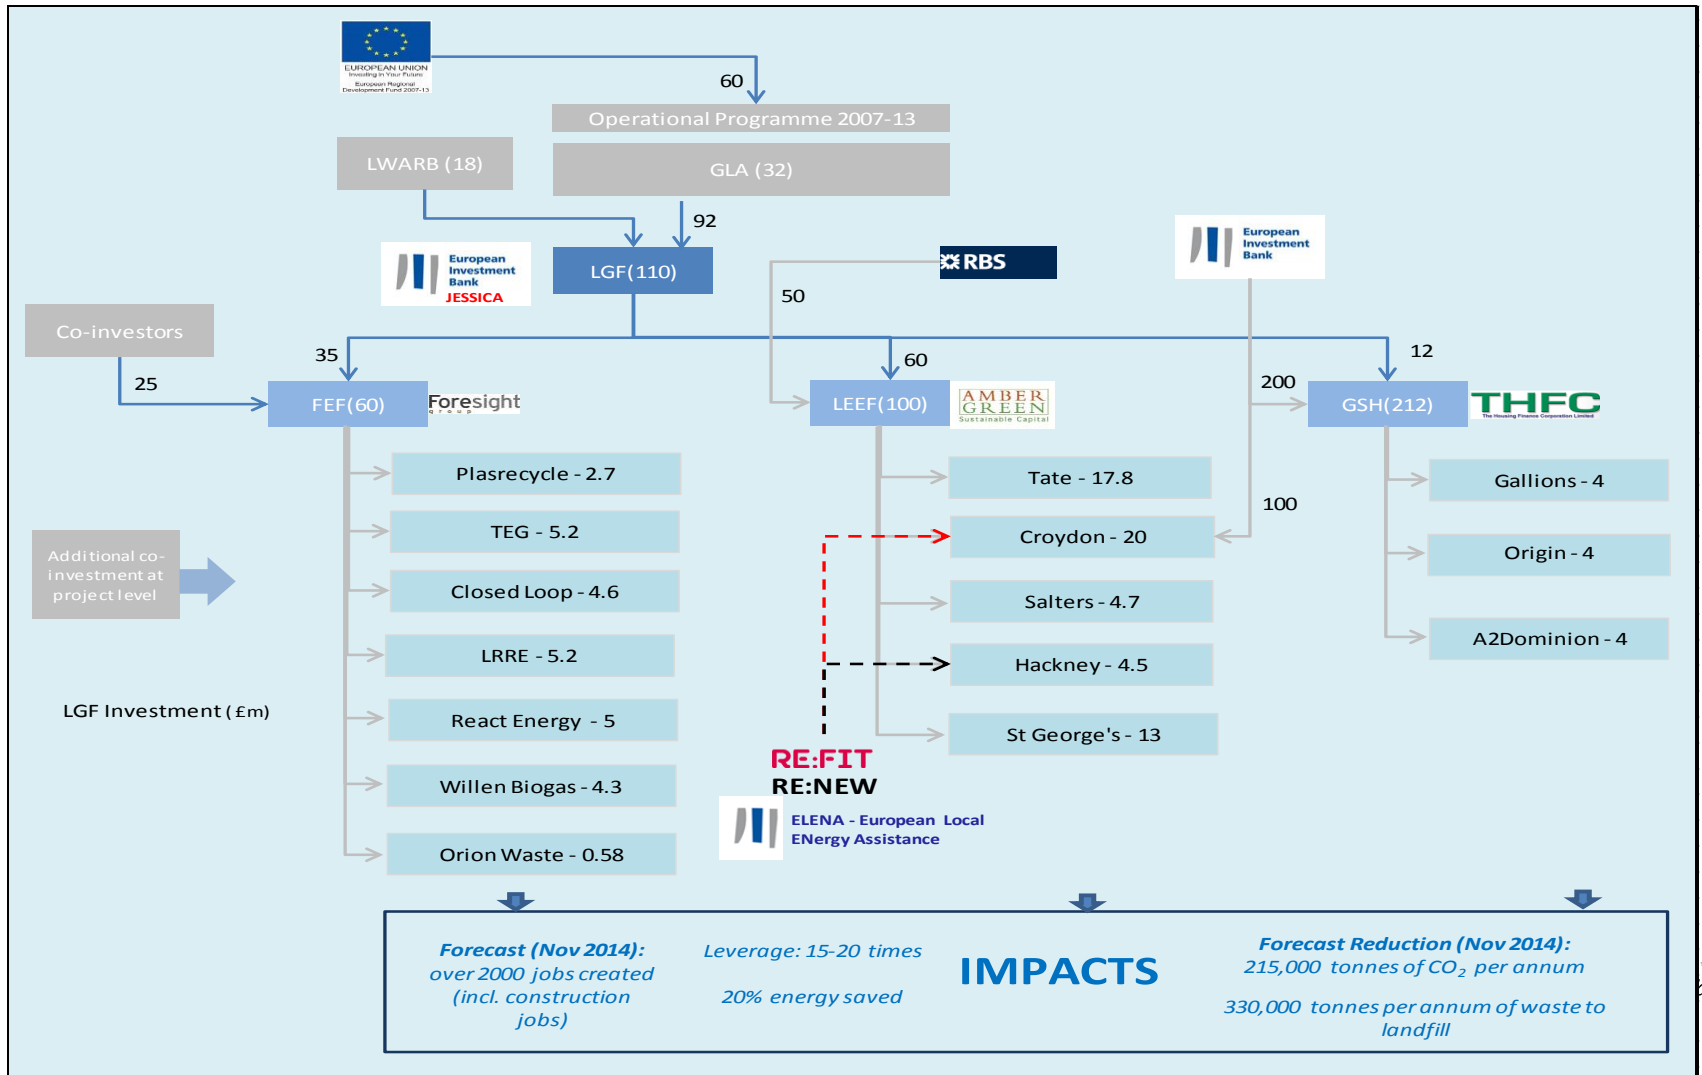 EUROPEAN UNION
Investing in Your Future
European Regional
Development Fund 2007-13
60
Operational Programme 2007-13
LWARB (18)
GLA (32)
92
European
Investment
Bank
JESSICA
LGF(110)
RBS
European
Investment
Bank
50
Co-investors
35
60
12
25
200
FEF(60)
Foresight
group
LEEF(100)
AMBER
GREEN
Sustainable Capital
GSH(212)
THFC
The Housing Finance Corporation Limited
Plasrecycle - 2.7
TEG - 5.2
Closed Loop - 4.6
LRRE - 5.2
React Energy - 5
Willen Biogas - 4.3
Orion Waste - 0.58
Tate - 17.8
Croydon - 20
100
Salters - 4.7
Hackney - 4.5
St George's - 13
Gallions - 4
Origin - 4
A2Dominion - 4
Additional co-
investment at
project level
LGF Investment (£m)
RE:FIT
RE:NEW
ELENA - European Local
ENergy Assistance
Forecast (Nov 2014):
over 2000 jobs created
(incl. construction
jobs)
Leverage: 15-20 times
20% energy saved
IMPACTS
Forecast Reduction (Nov 2014):
215,000 tonnes of CO₂ per annum
330,000 tonnes per annum of waste to
landfill